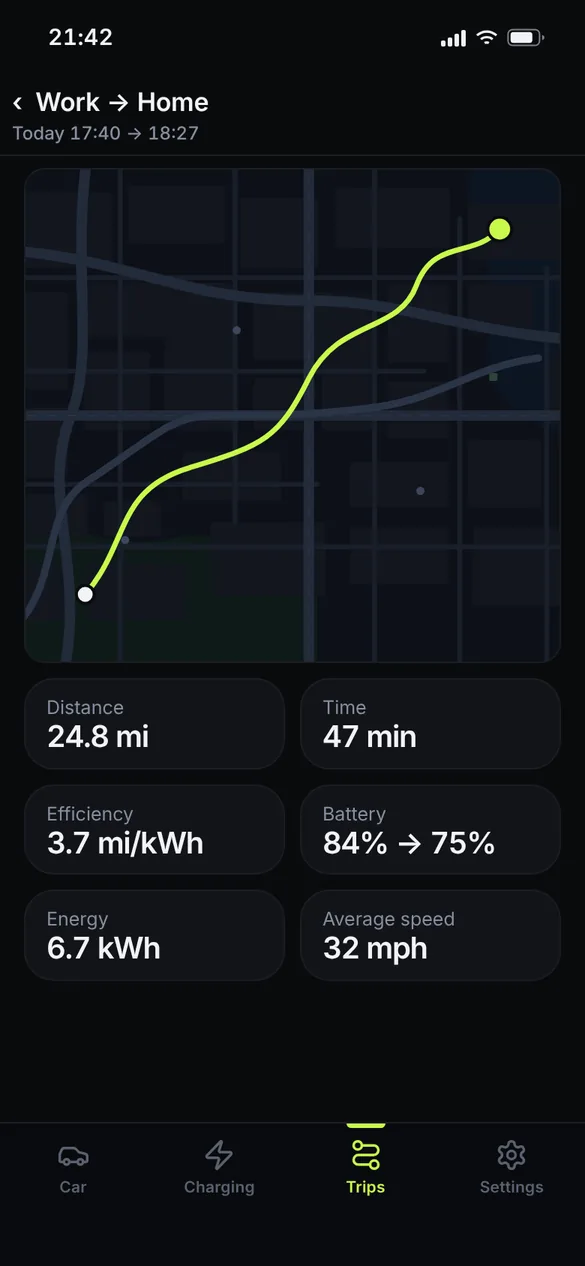 21:42
‹ Work → Home
Today 17:40 → 18:27
Distance
24.8 mi
Time
47 min
Efficiency
3.7 mi/kWh
Battery
84% → 75%
Energy
6.7 kWh
Average speed
32 mph
Car
Charging
Trips
Settings